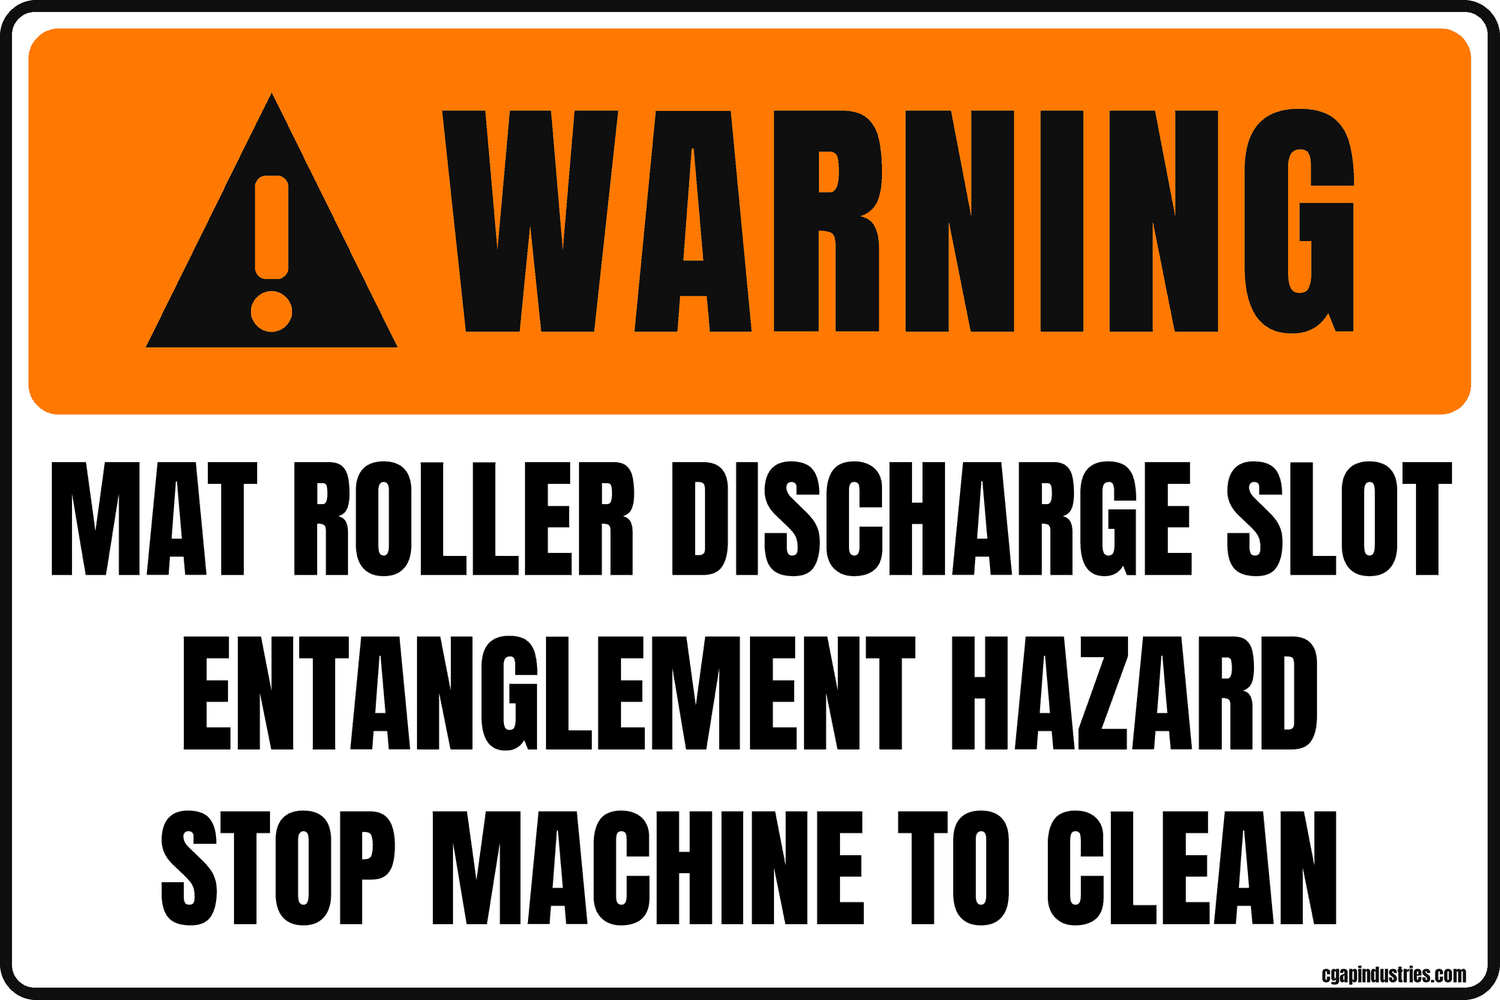 WARNING
MAT ROLLER DISCHARGE SLOT
ENTANGLEMENT HAZARD
STOP MACHINE TO CLEAN
cgapindustries.com